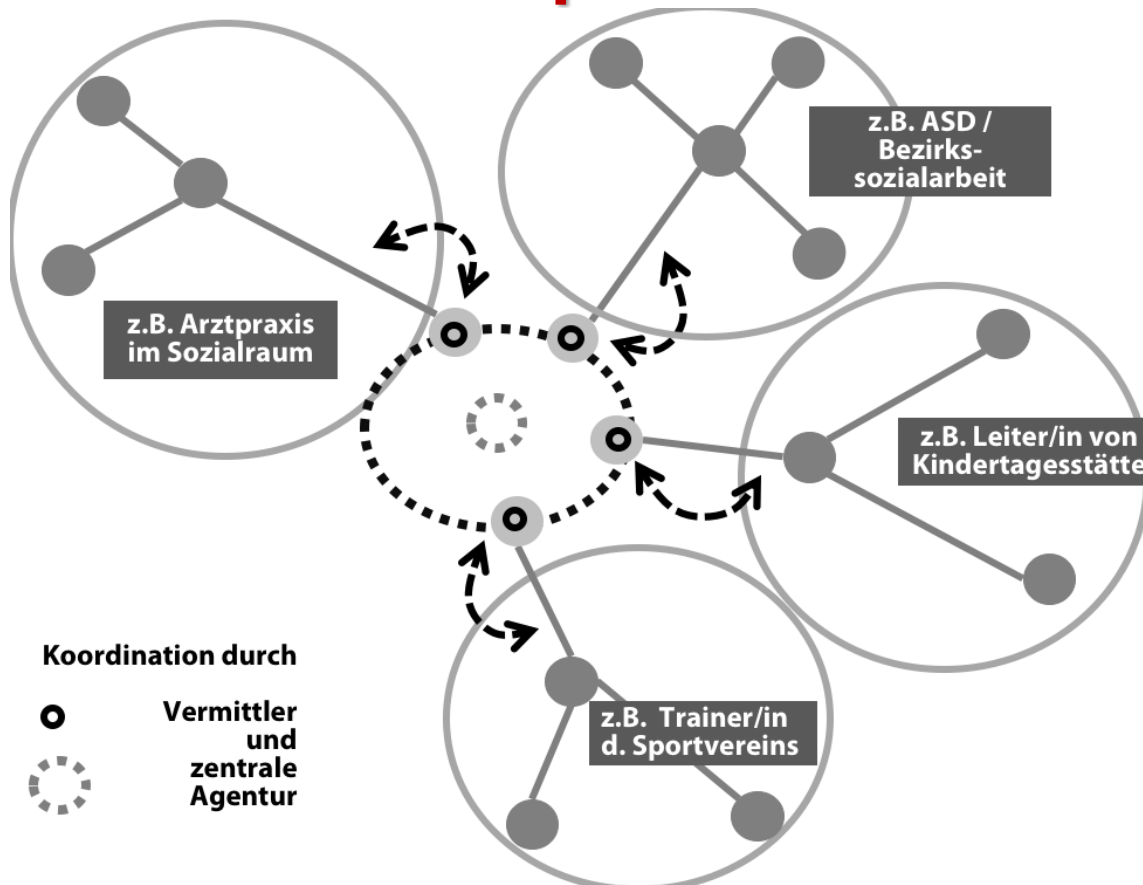 z.B. ASD /
Bezirks-
sozialarbeit
z.B. Arztpraxis
im Sozialraum
z.B. Leiter/in von
Kindertagesstätte
z.B. Trainer/in
d. Sportvereins
Koordination durch
Vermittler
und
zentrale
Agentur